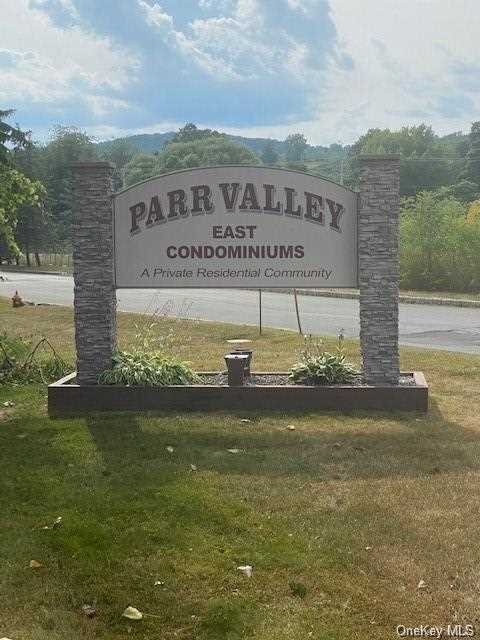 PARR VALLEY
EAST
CONDOMINIUMS
A Private Residential Community
OneKey MLS